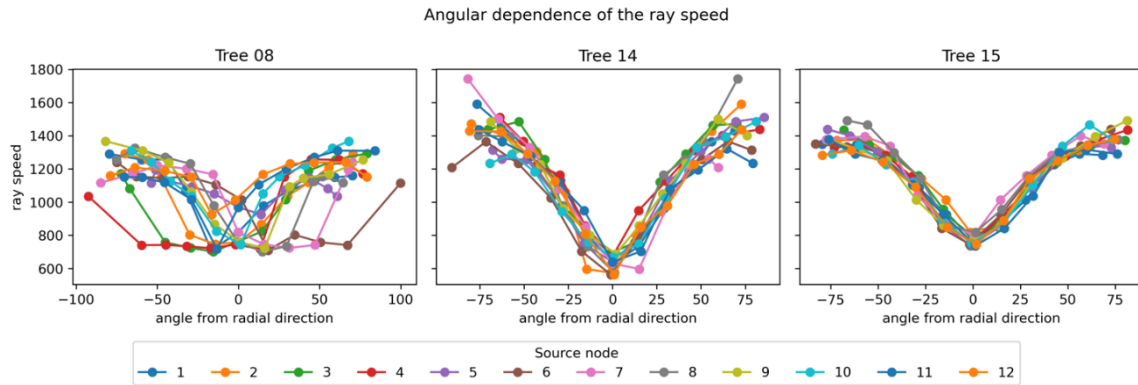 Angular dependence of the ray speed
Tree 08
Tree 14
Tree 15
ray speed
1800
1600
1400
1200
1000
800
600
−100 −50 0 50 100
−75 −50 −25 0 25 50 75
−75 −50 −25 0 25 50 75
angle from radial direction
angle from radial direction
angle from radial direction
Source node
1 2 3 4 5 6 7 8 9 10 11 12